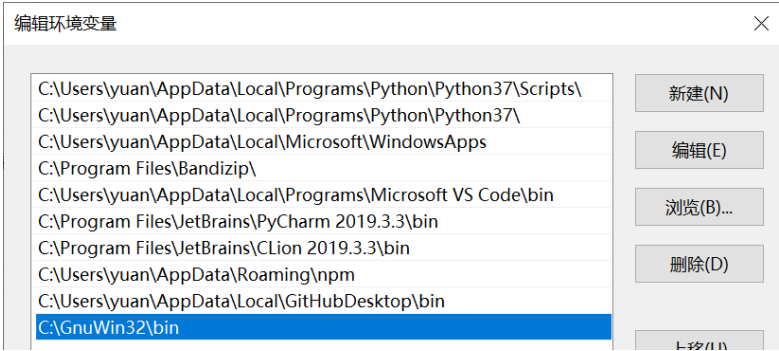 编辑环境变量
C:\Users\yuan\AppData\Local\Programs\Python\Python37\Scripts\
新建(N)
C:\Users\yuan\AppData\Local\Programs\Python\Python37\
C:\Users\yuan\AppData\Local\Microsoft\WindowsApps
编辑(E)
C:\Program Files\Bandizip\
C:\Users\yuan\AppData\Local\Programs\Microsoft VS Code\bin
浏览(B)...
C:\Program Files\JetBrains\PyCharm 2019.3.3\bin
C:\Program Files\JetBrains\CLion 2019.3.3\bin
删除(D)
C:\Users\yuan\AppData\Roaming\npm
C:\Users\yuan\AppData\Local\GitHubDesktop\bin
C:\GnuWin32\bin
上移(U)